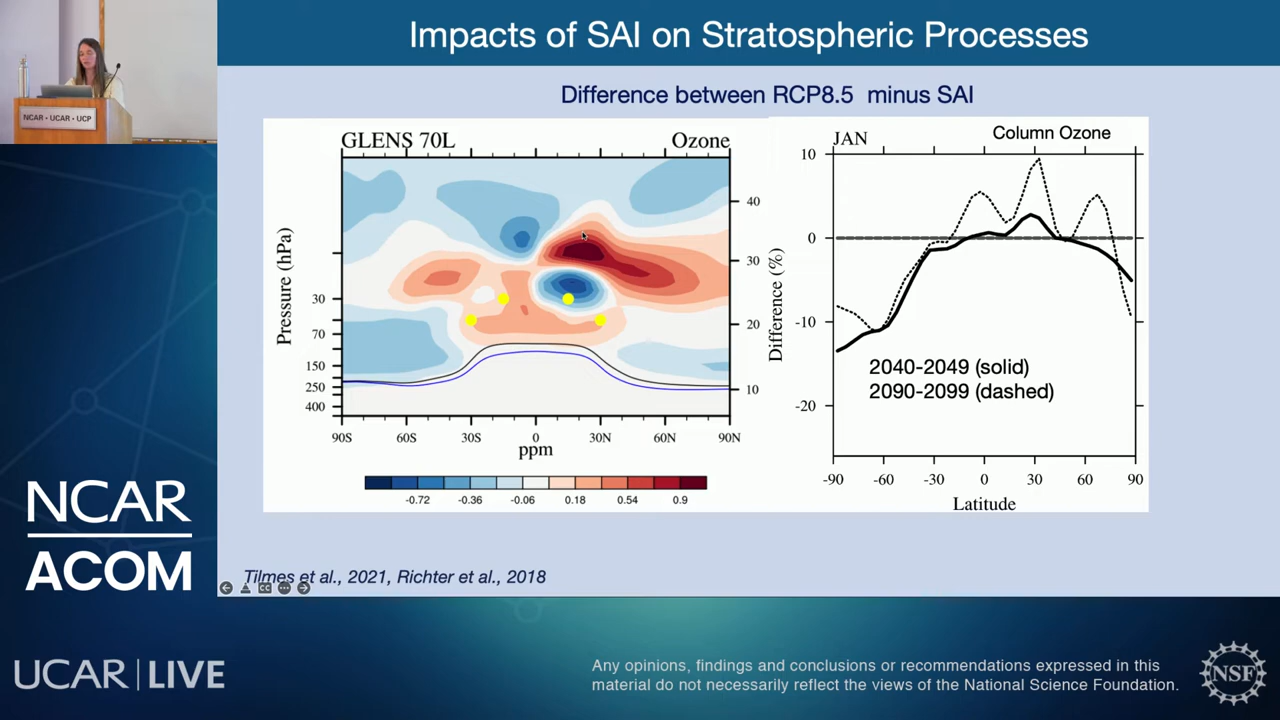 Impacts of SAI on Stratospheric Processes
NCAR • UCAR • UCP
Difference between RCP8.5 minus SAI
GLENS 70L
Ozone
Pressure (hPa)
30
70
150
250
400
40
30
20
10
90S 60S 30S 0 30N 60N 90N
ppm
-0.72 -0.36 -0.06 0.18 0.54 0.9
JAN
Column Ozone
Difference (%)
10
0
-10
-20
2040-2049 (solid)
2090-2099 (dashed)
-90 -60 -30 0 30 60 90
Latitude
Tilmes et al., 2021, Richter et al., 2018
CC
NCAR
ACOM
UCAR | LIVE
Any opinions, findings and conclusions or recommendations expressed in this
material do not necessarily reflect the views of the National Science Foundation.
NSF